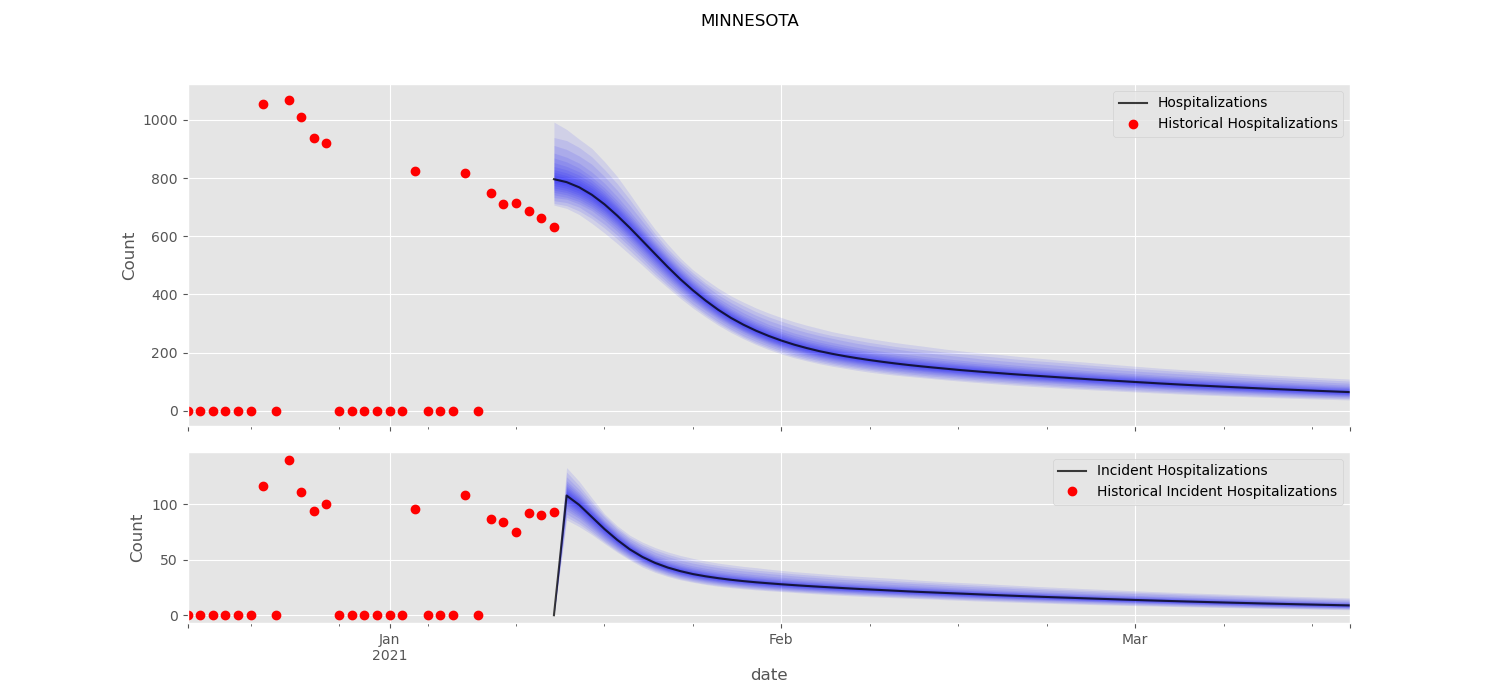 MINNESOTA
Hospitalizations
Historical Hospitalizations
1000
800
600
400
200
0
Count
Incident Hospitalizations
Historical Incident Hospitalizations
100
50
0
Count
Jan
2021
Feb
Mar
date